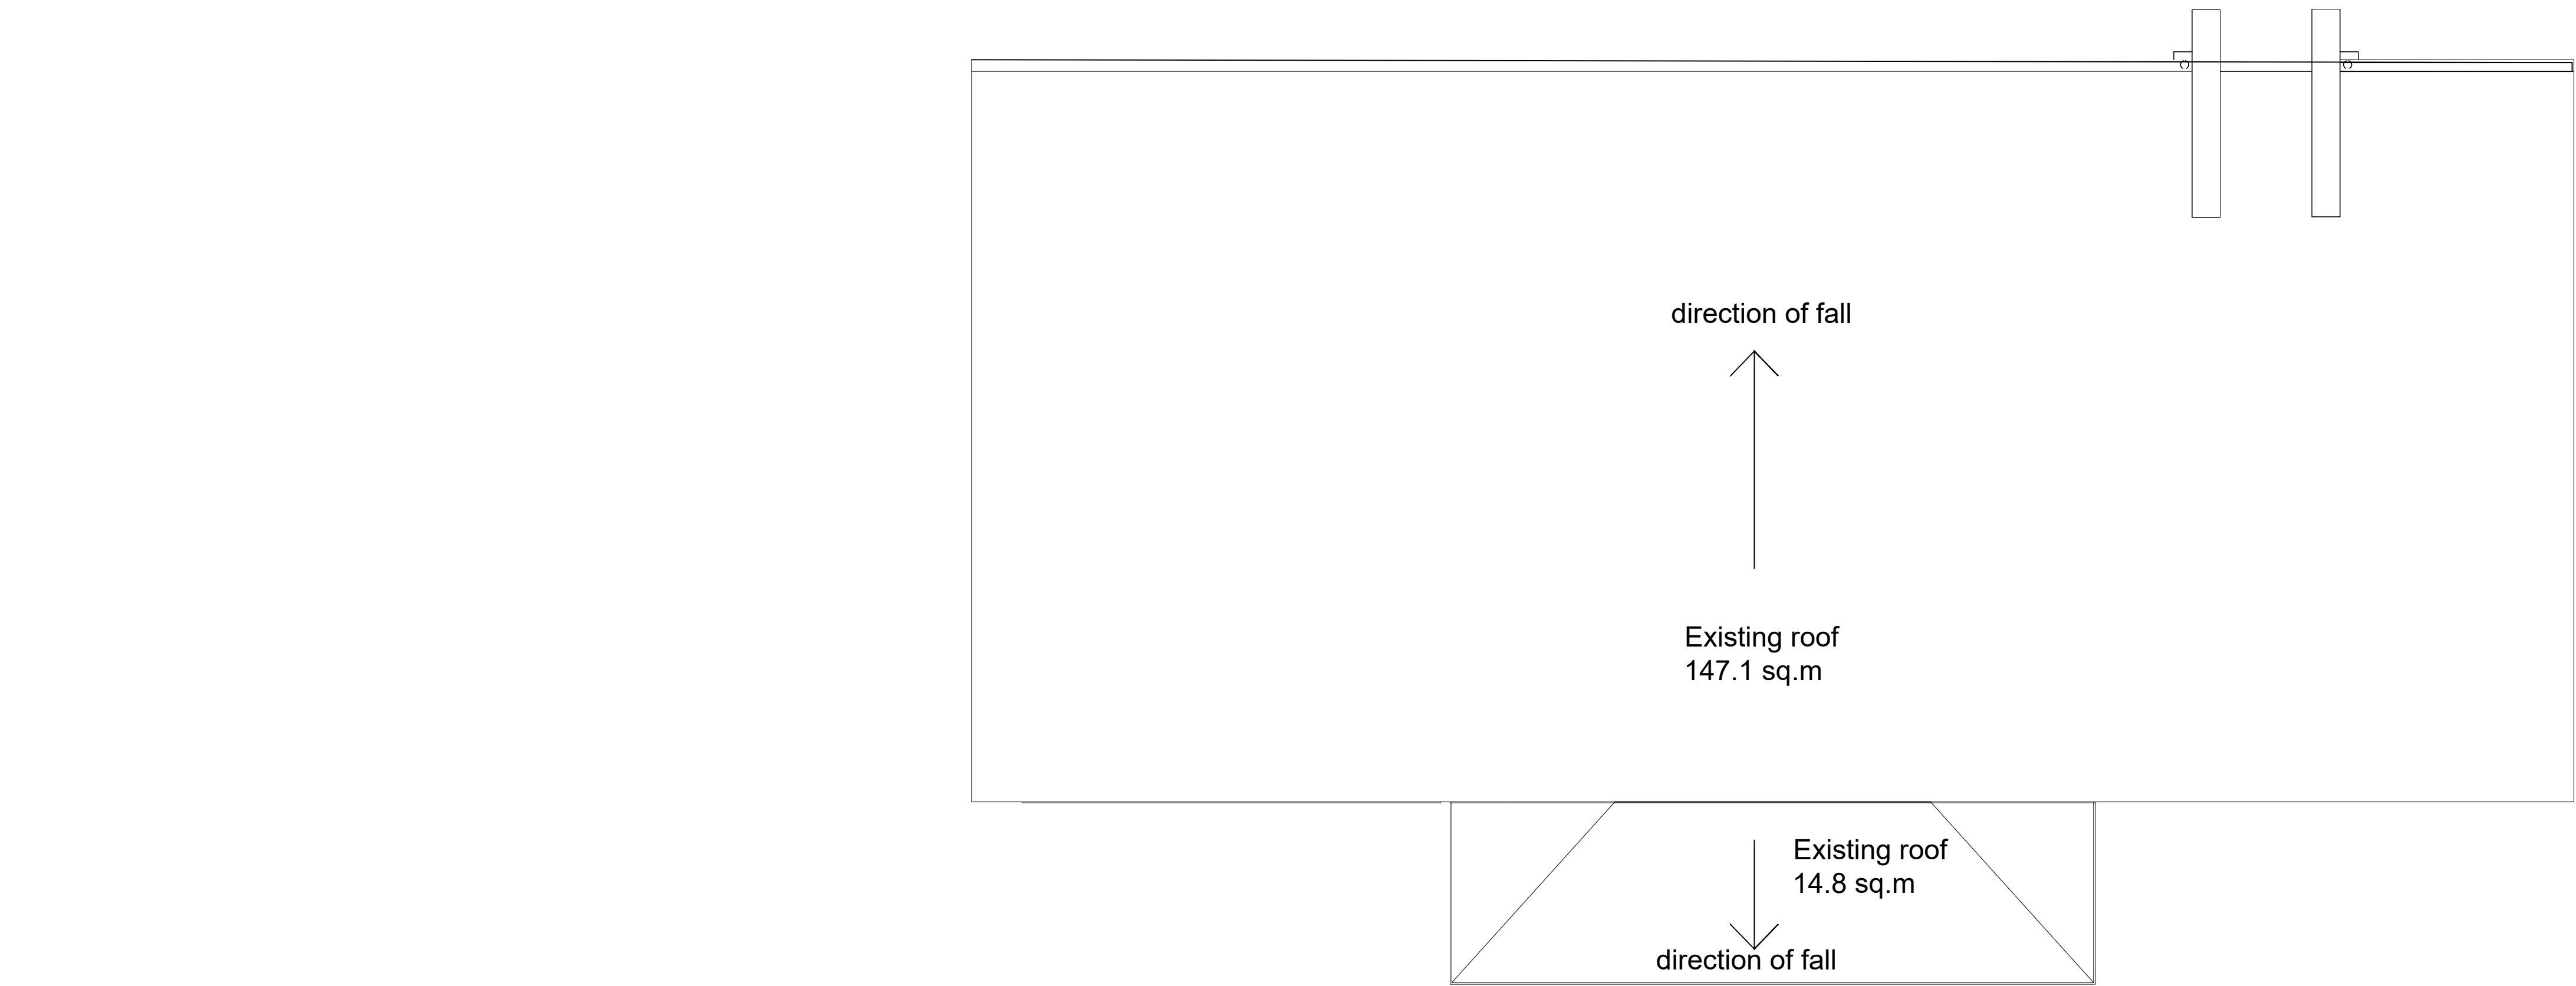 direction of fall
Existing roof
147.1 sq.m
Existing roof
14.8 sq.m
direction of fall